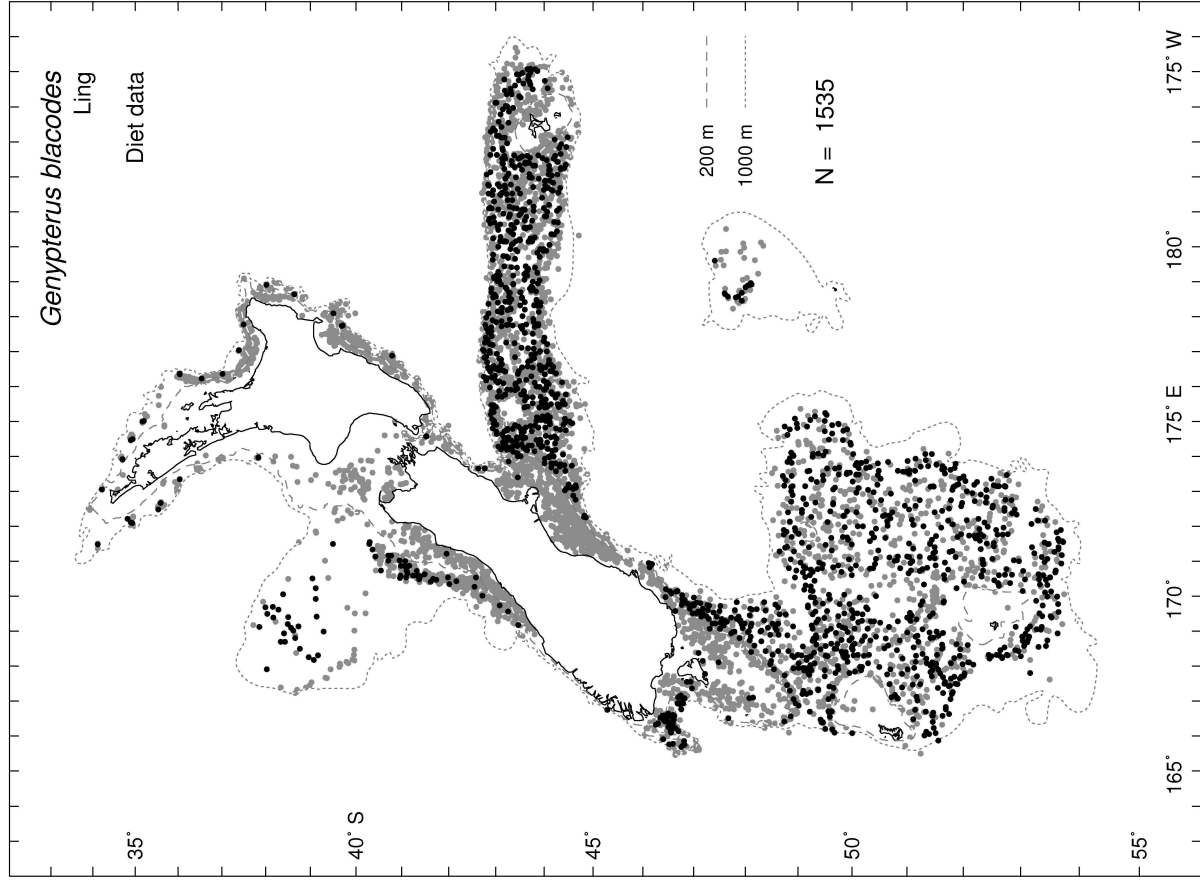 Genypterus blacodes
Ling
Diet data
200 m
1000 m
N = 1535
35°
40° S
45°
50°
55°
165°
170°
175° E
180°
175° W